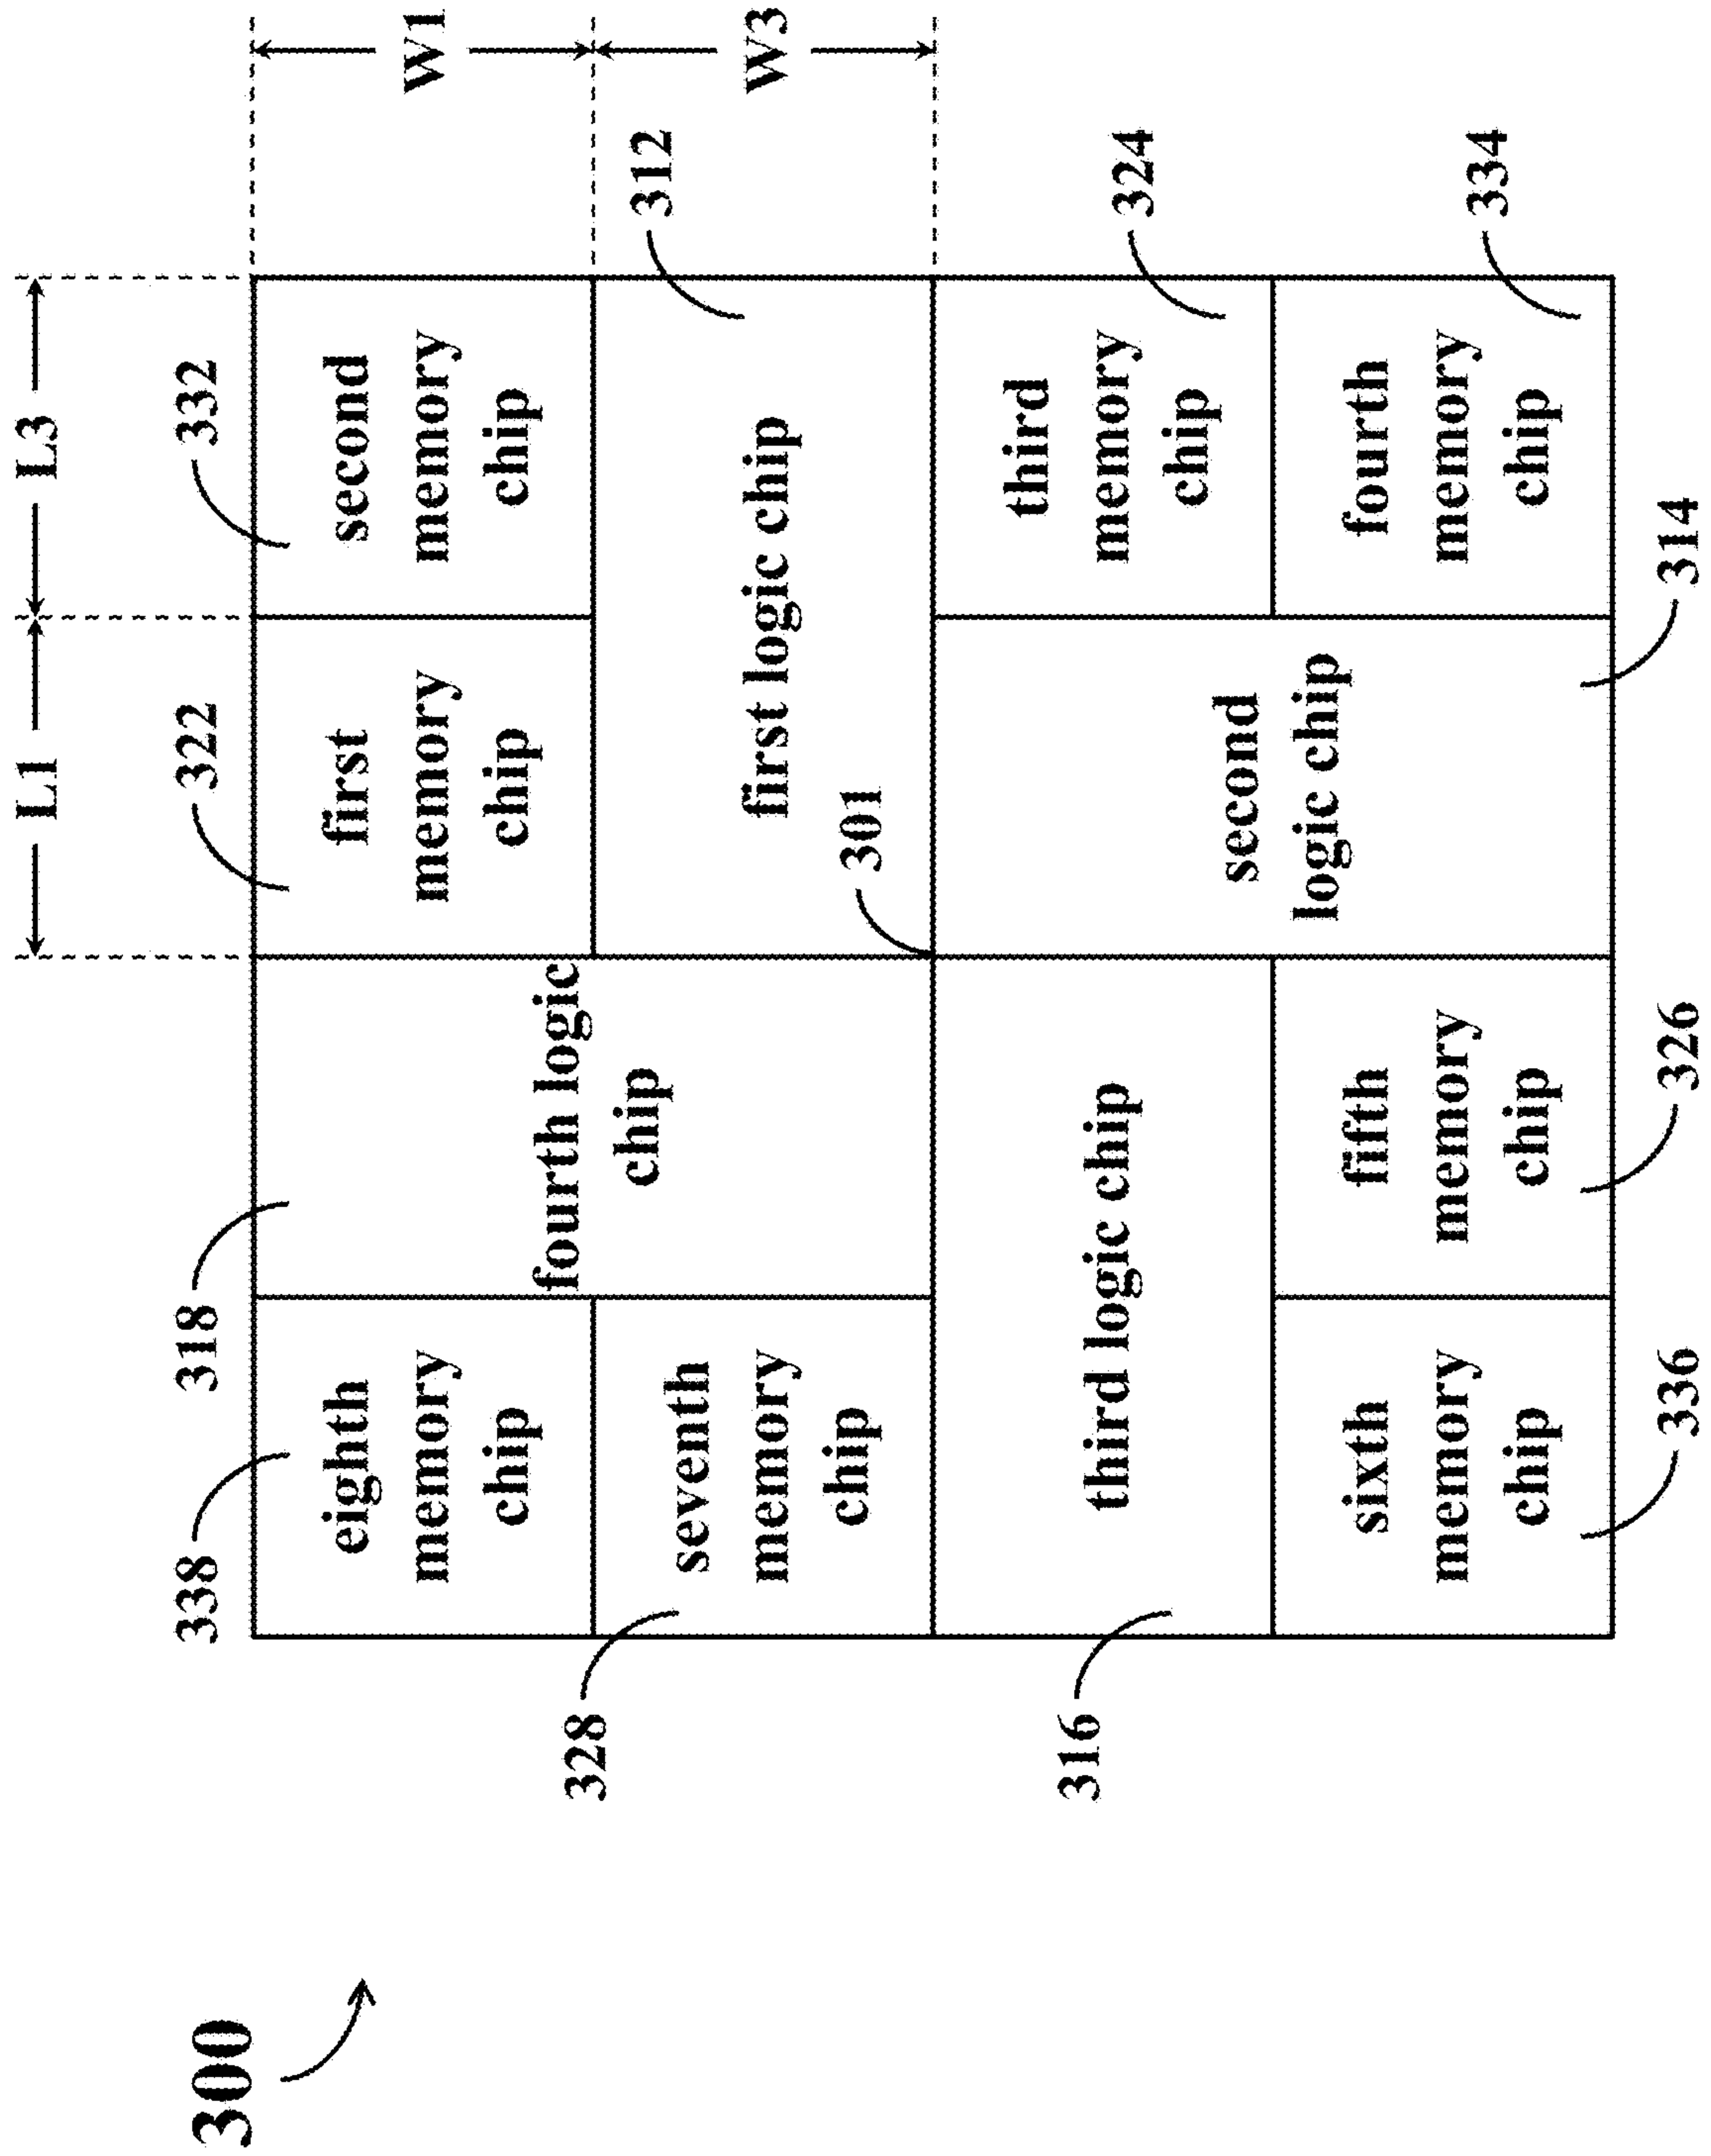 L1
L3
300
338
318
322
332
eighth
memory
chip
fourth logic
chip
first
memory
chip
second
memory
chip
W1
328
seventh
memory
chip
first logic chip
312
W3
301
316
third logic chip
second
logic chip
third
memory
chip
324
sixth
memory
chip
fifth
memory
chip
fourth
memory
chip
334
336
326
314